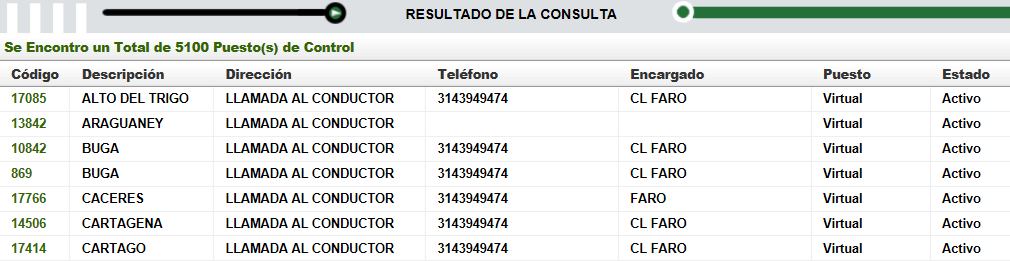 RESULTADO DE LA CONSULTA
Se Encontro un Total de 5100 Puesto(s) de Control
Código Descripción Dirección Teléfono Encargado Puesto Estado
17085 ALTO DEL TRIGO LLAMADA AL CONDUCTOR 3143949474 CL FARO Virtual Activo
13842 ARAGUANEY LLAMADA AL CONDUCTOR Virtual Activo
10842 BUGA LLAMADA AL CONDUCTOR 3143949474 CL FARO Virtual Activo
869 BUGA LLAMADA AL CONDUCTOR 3143949474 CL FARO Virtual Activo
17766 CACERES LLAMADA AL CONDUCTOR 3143949474 FARO Virtual Activo
14506 CARTAGENA LLAMADA AL CONDUCTOR 3143949474 CL FARO Virtual Activo
17414 CARTAGO LLAMADA AL CONDUCTOR 3143949474 CL FARO Virtual Activo